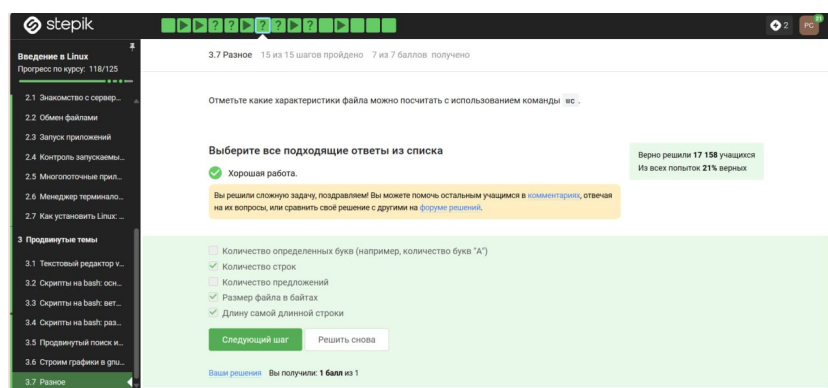 stepik
2
PC
21
Введение в Linux
Прогресс по курсу: 118/125
2.1 Знакомство с сервер...
2.2 Обмен файлами
2.3 Запуск приложений
2.4 Контроль запускаемы...
2.5 Многопоточные прил...
2.6 Менеджер терминало...
2.7 Как установить Linux: ...
3 Продвинутые темы
3.1 Текстовый редактор v...
3.2 Скрипты на bash: осн...
3.3 Скрипты на bash: вет...
3.4 Скрипты на bash: раз...
3.5 Продвинутый поиск и...
3.6 Строим графики в gnu...
3.7 Разное
3.7 Разное 15 из 15 шагов пройдено 7 из 7 баллов получено
Отметьте какие характеристики файла можно посчитать с использованием команды wc .
Выберите все подходящие ответы из списка
Хорошая работа.
Верно решили 17 158 учащихся
Из всех попыток 21% верных
Вы решили сложную задачу, поздравляем! Вы можете помочь остальным учащимся в комментариях, отвечая
на их вопросы, или сравнить своё решение с другими на форуме решений.
Количество определенных букв (например, количество букв "А")
Количество строк
Количество предложений
Размер файла в байтах
Длину самой длинной строки
Следующий шаг
Решить снова
Ваши решения Вы получили: 1 балл из 1